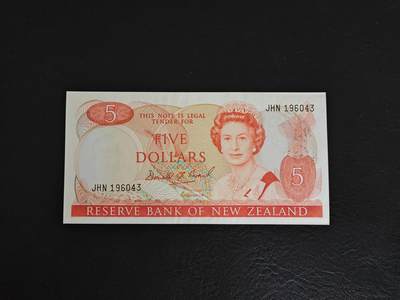 5
THIS NOTE IS LEGAL
TENDER FOR
JHN 196043
FIVE
DOLLARS
5
JHN 196043
RESERVE BANK OF NEW ZEALAND